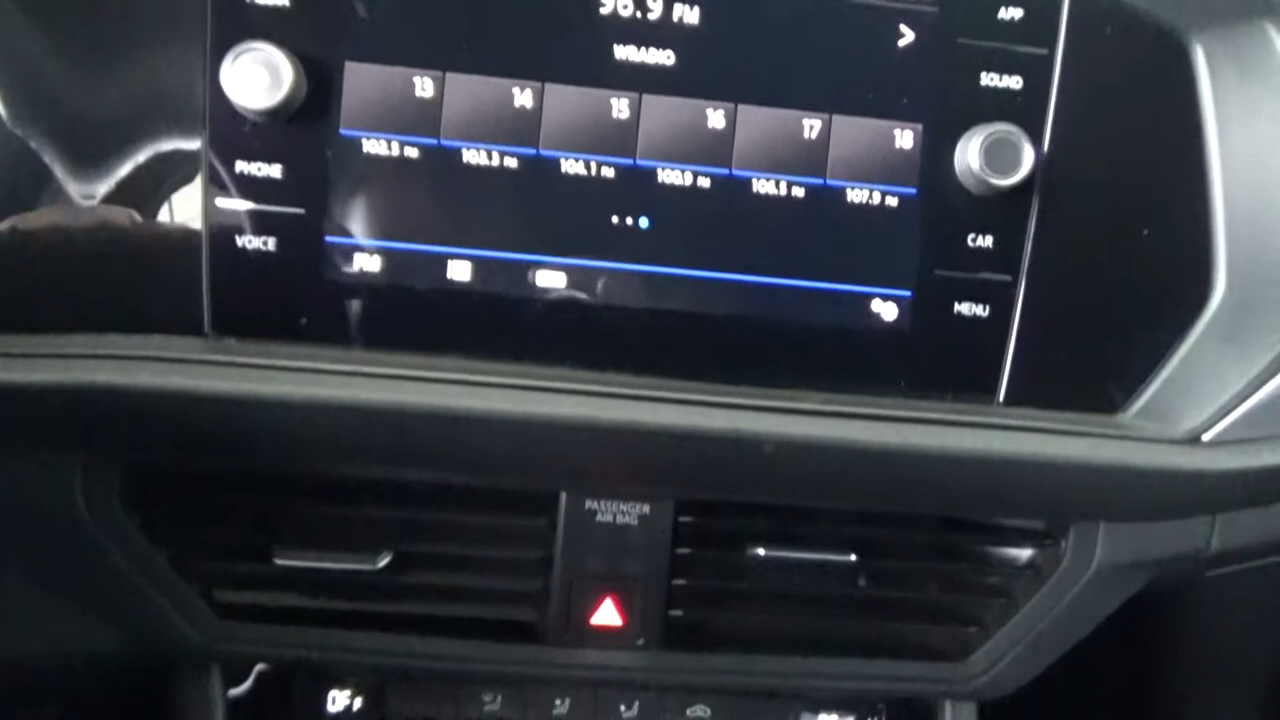 96.9 FM
APP
WRADIO
SOUND
13 14 15 16 17 18
102.5 FM 103.3 FM 104.1 FM 100.9 FM 106.5 FM 107.9 FM
PHONE
VOICE
CAR
FM
MENU
PASSENGER
AIR BAG
OFF